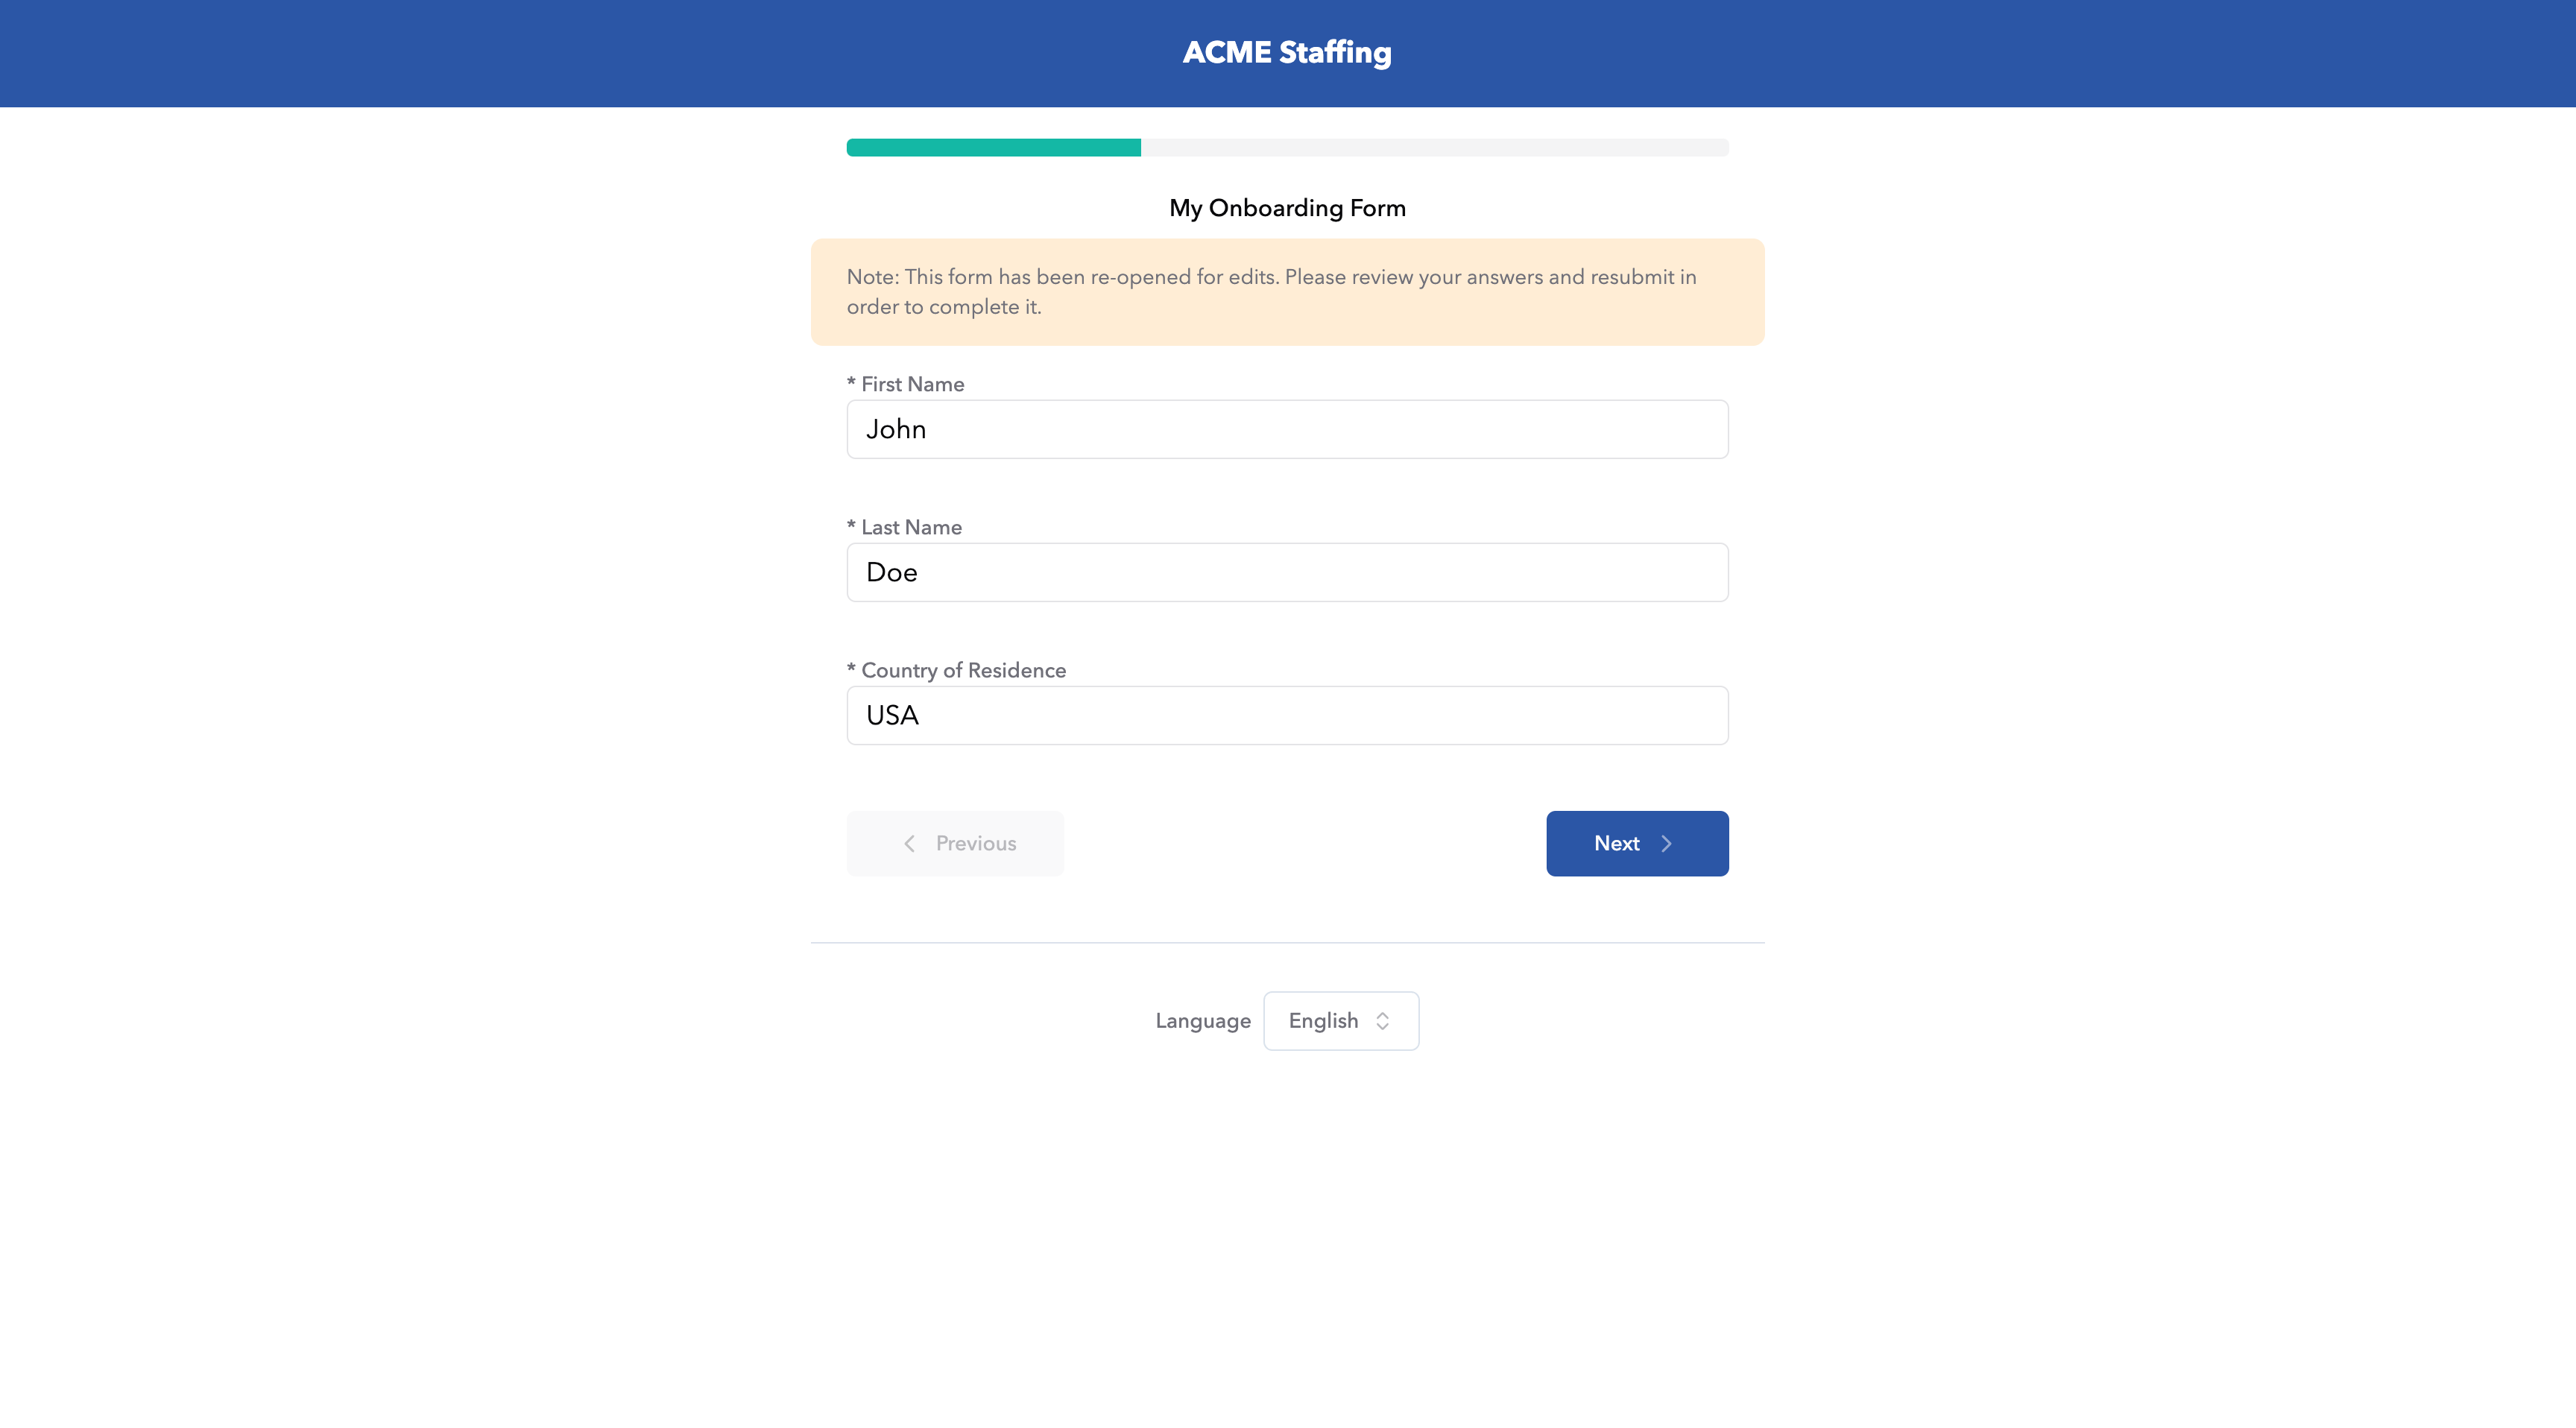 ACME Staffing
My Onboarding Form
Note: This form has been re-opened for edits. Please review your answers and resubmit in
order to complete it.
* First Name
John
* Last Name
Doe
* Country of Residence
USA
Previous
Next
Language
English